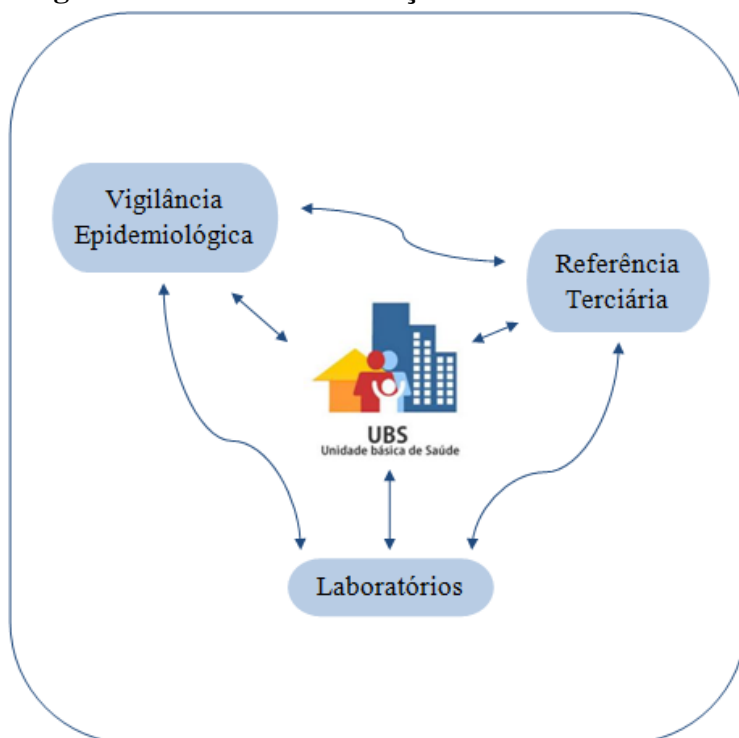 Vigilância
Epidemiológica
Referência
Terciária
UBS
Unidade básica de Saúde
Laboratórios